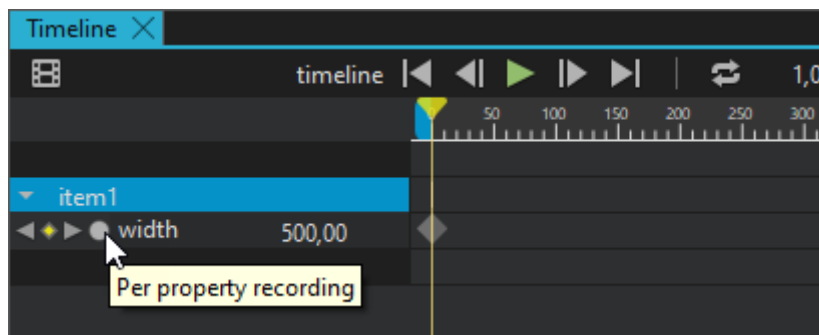 Timeline
timeline 1,0
50 100 150 200 250 300
item1
width 500,00
Per property recording